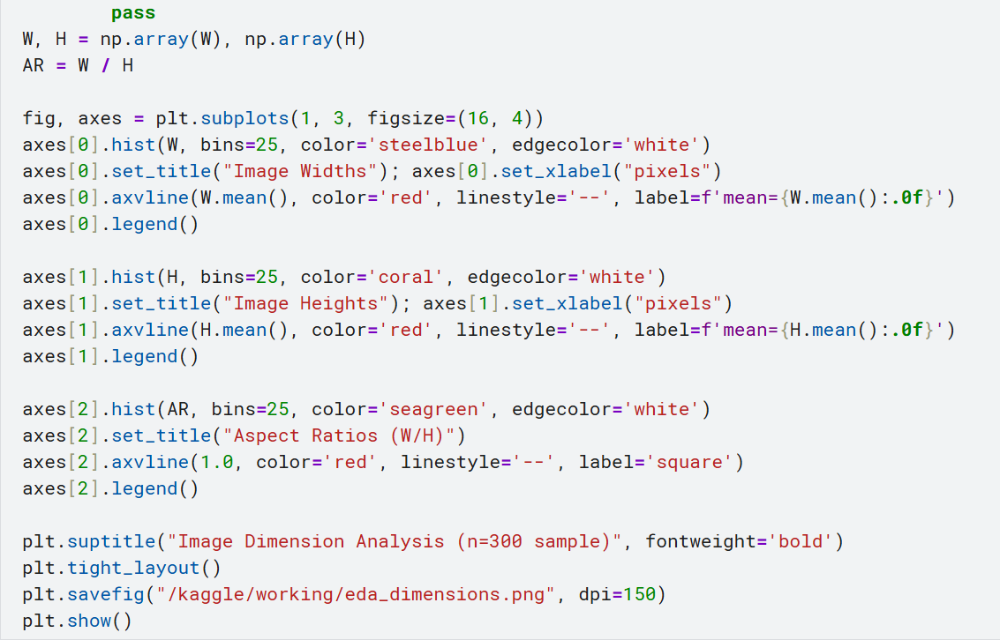 pass
W, H = np.array(W), np.array(H)
AR = W / H
fig, axes = plt.subplots(1, 3, figsize=(16, 4))
axes[0].hist(W, bins=25, color='steelblue', edgecolor='white')
axes[0].set_title("Image Widths"); axes[0].set_xlabel("pixels")
axes[0].axvline(W.mean(), color='red', linestyle='--', label=f'mean={W.mean():.0f}')
axes[0].legend()
axes[1].hist(H, bins=25, color='coral', edgecolor='white')
axes[1].set_title("Image Heights"); axes[1].set_xlabel("pixels")
axes[1].axvline(H.mean(), color='red', linestyle='--', label=f'mean={H.mean():.0f}')
axes[1].legend()
axes[2].hist(AR, bins=25, color='seagreen', edgecolor='white')
axes[2].set_title("Aspect Ratios (W/H)")
axes[2].axvline(1.0, color='red', linestyle='--', label='square')
axes[2].legend()
plt.suptitle("Image Dimension Analysis (n=300 sample)", fontweight='bold')
plt.tight_layout()
plt.savefig("/kaggle/working/eda_dimensions.png", dpi=150)
plt.show()